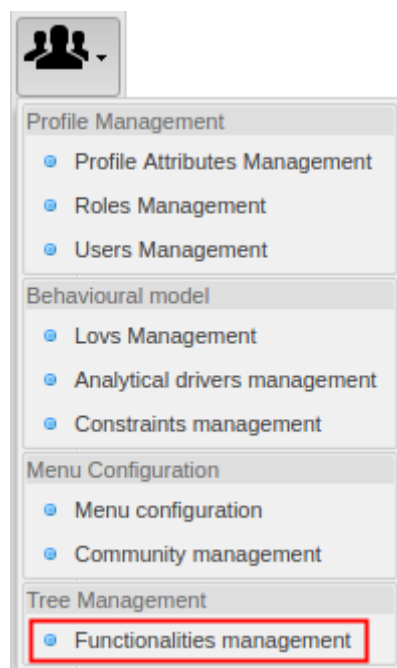 Profile Management
Profile Attributes Management
Roles Management
Users Management
Behavioural model
Lovs Management
Analytical drivers management
Constraints management
Menu Configuration
Menu configuration
Community management
Tree Management
Functionalities management